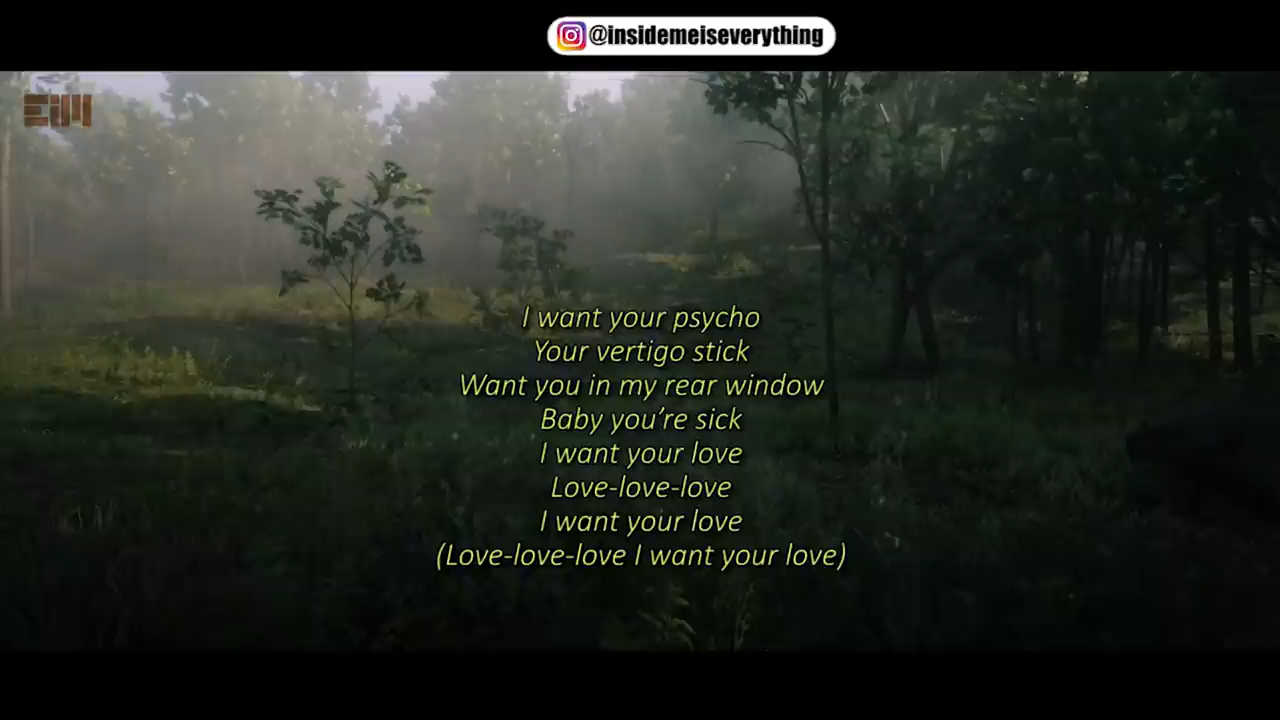 @insidemeiseverything
EiM
I want your psycho
Your vertigo stick
Want you in my rear window
Baby you're sick
I want your love
Love-love-love
I want your love
(Love-love-love I want your love)